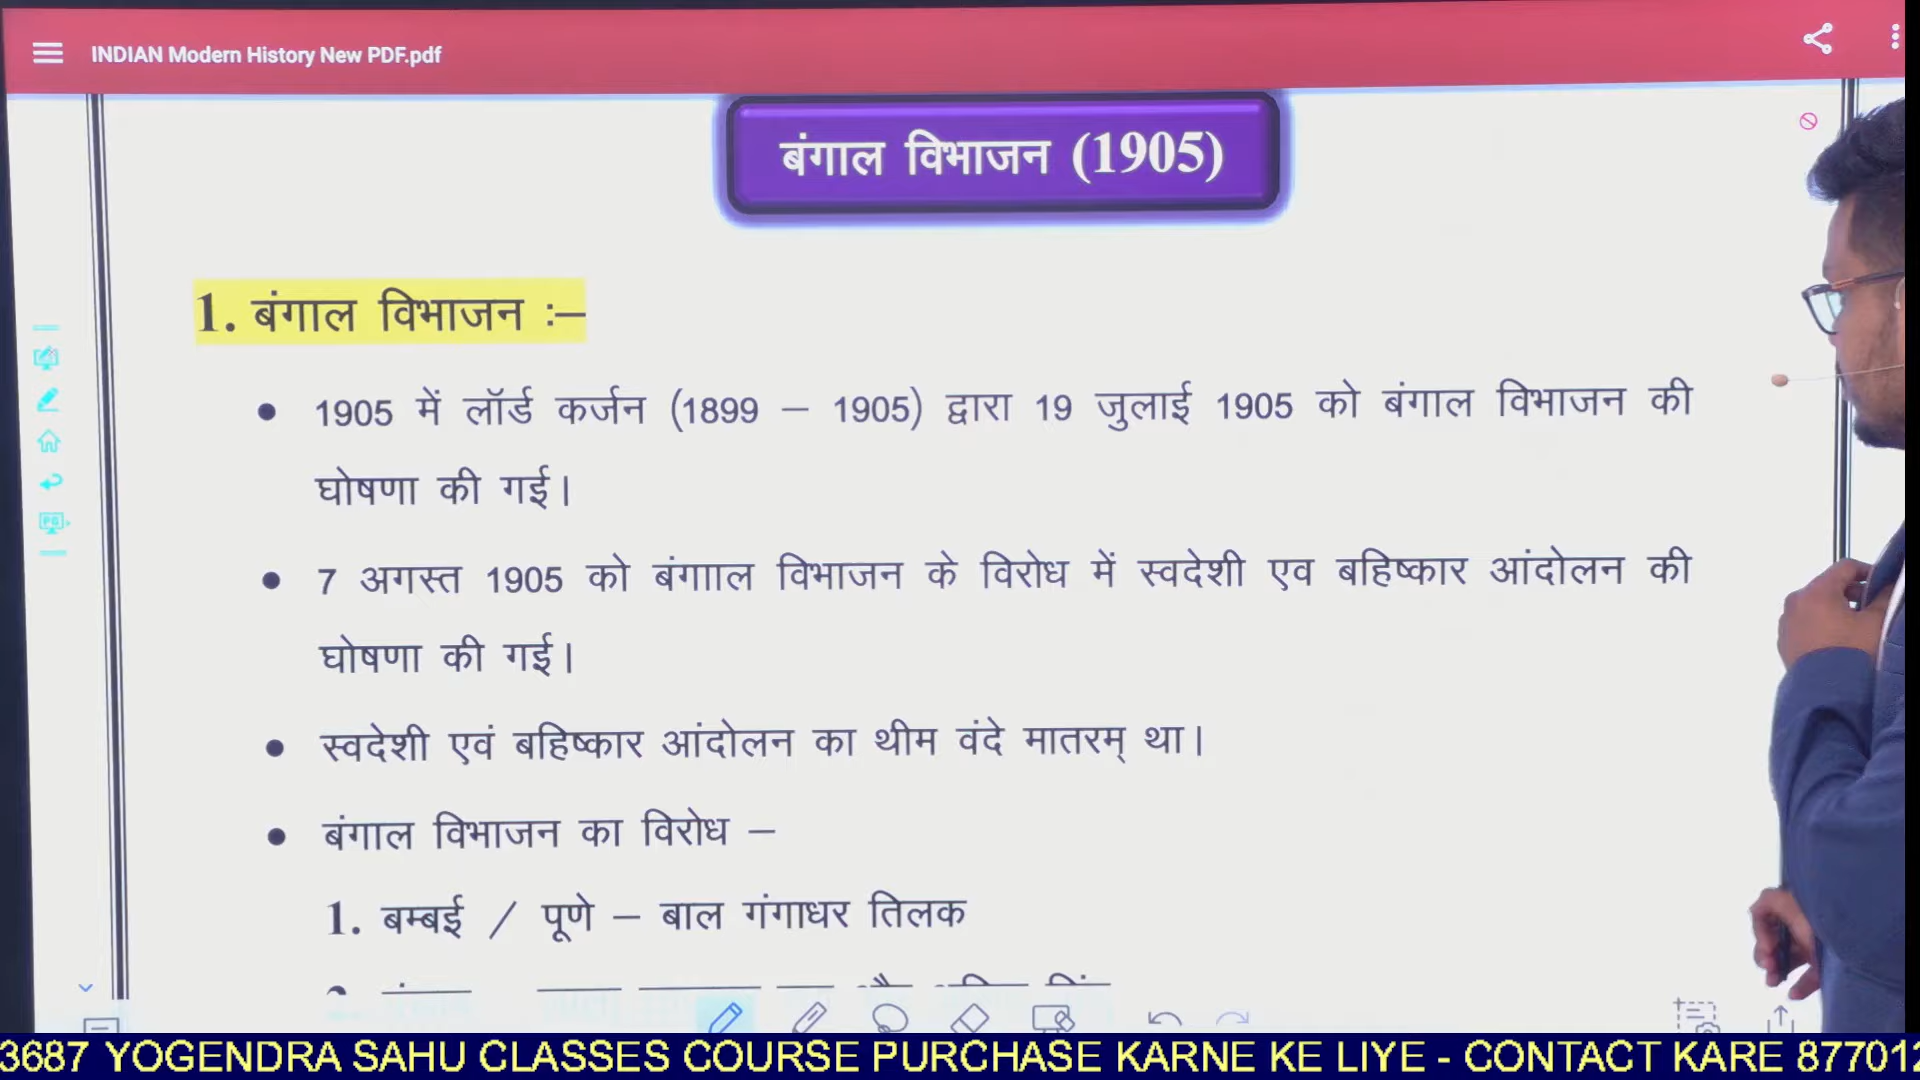 INDIAN Modern History New PDF.pdf
बंगाल विभाजन (1905)
1. बंगाल विभाजन :–
• 1905 में लॉर्ड कर्जन (1899 – 1905) द्वारा 19 जुलाई 1905 को बंगाल विभाजन की
घोषणा की गई।
• 7 अगस्त 1905 को बंगााल विभाजन के विरोध में स्वदेशी एव बहिष्कार आंदोलन की
घोषणा की गई।
• स्वदेशी एवं बहिष्कार आंदोलन का थीम वंदे मातरम् था।
• बंगाल विभाजन का विरोध –
1. बम्बई / पूणे – बाल गंगाधर तिलक
3687 YOGENDRA SAHU CLASSES COURSE PURCHASE KARNE KE LIYE - CONTACT KARE 877012